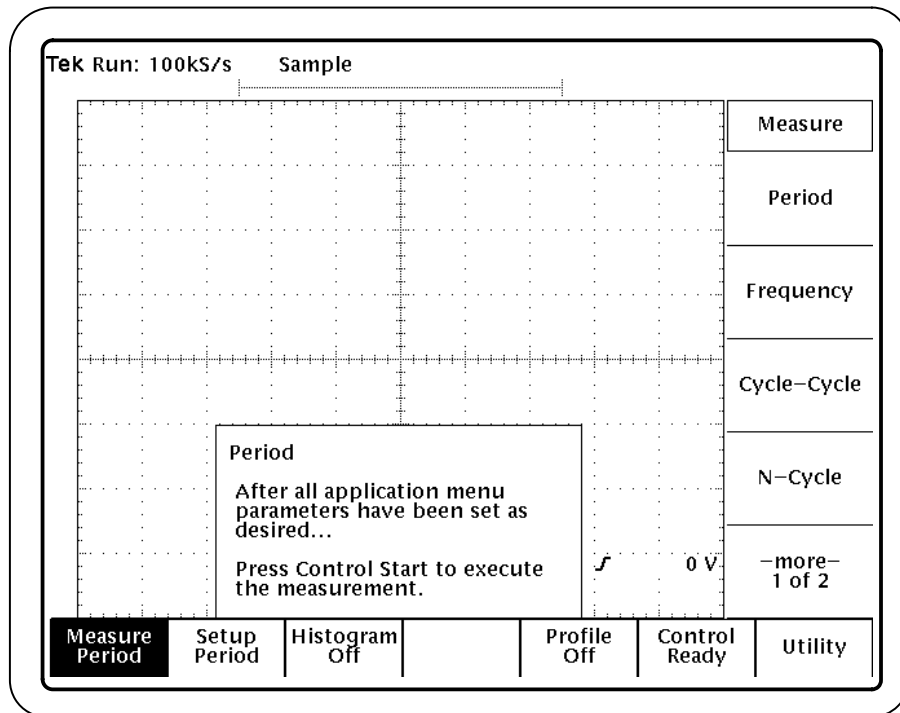 Tek Run: 100kS/s Sample
Measure
Period
Frequency
Cycle−Cycle
N−Cycle
−more−
1 of 2
Period
After all application menu
parameters have been set as
desired...
Press Control Start to execute
the measurement.
0 V
Measure
Period
Setup
Period
Histogram
Off
Profile
Off
Control
Ready
Utility